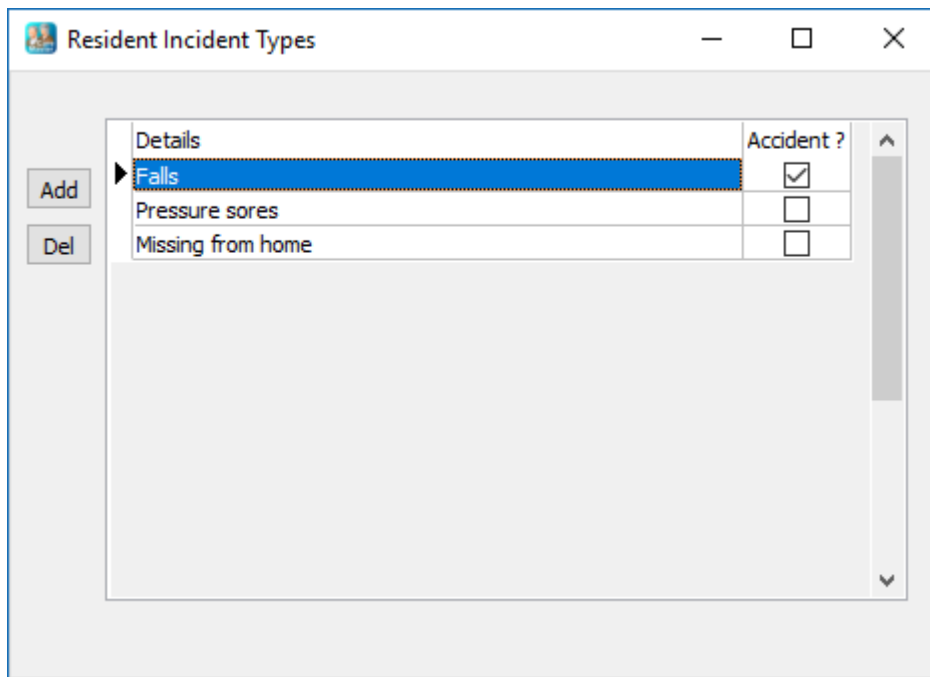 Resident Incident Types
Details Accident ?
Add
Falls
Pressure sores
Del
Missing from home